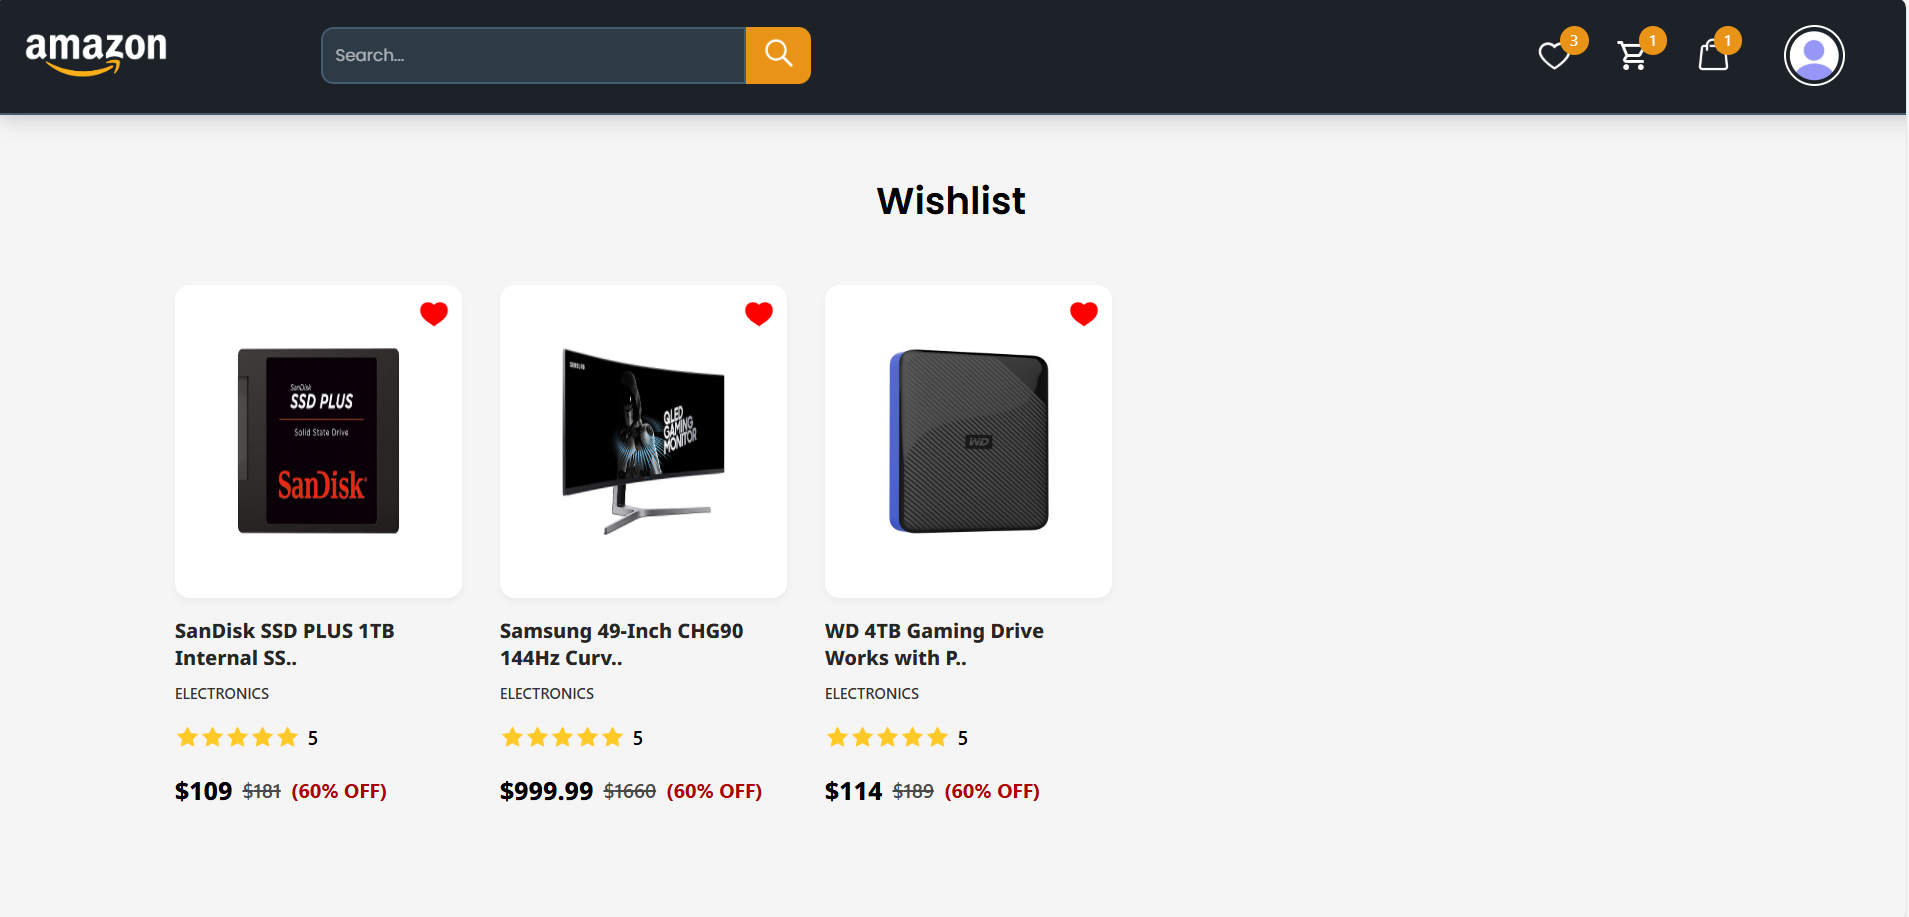 amazon
Search...
3
1
1
Wishlist
SanDisk
SSD PLUS
Solid State Drive
SanDisk
SAMSUNG
QLED
GAMING
MONITOR
WD
SanDisk SSD PLUS 1TB
Internal SS..
ELECTRONICS
5
$109 $181 (60% OFF)
Samsung 49-Inch CHG90
144Hz Curv..
ELECTRONICS
5
$999.99 $1660 (60% OFF)
WD 4TB Gaming Drive
Works with P..
ELECTRONICS
5
$114 $189 (60% OFF)